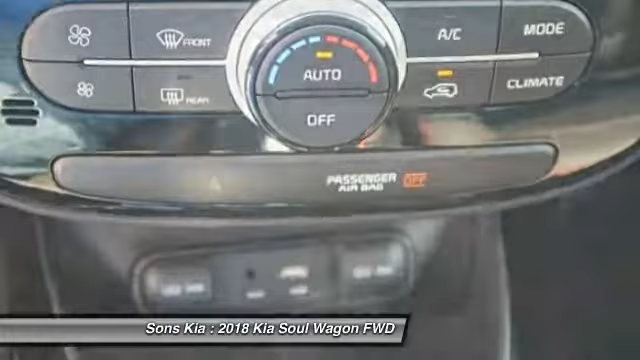 FRONT
A/C
MODE
AUTO
REAR
OFF
CLIMATE
PASSENGER
AIR BAG
OFF
Sons Kia : 2018 Kia Soul Wagon FWD